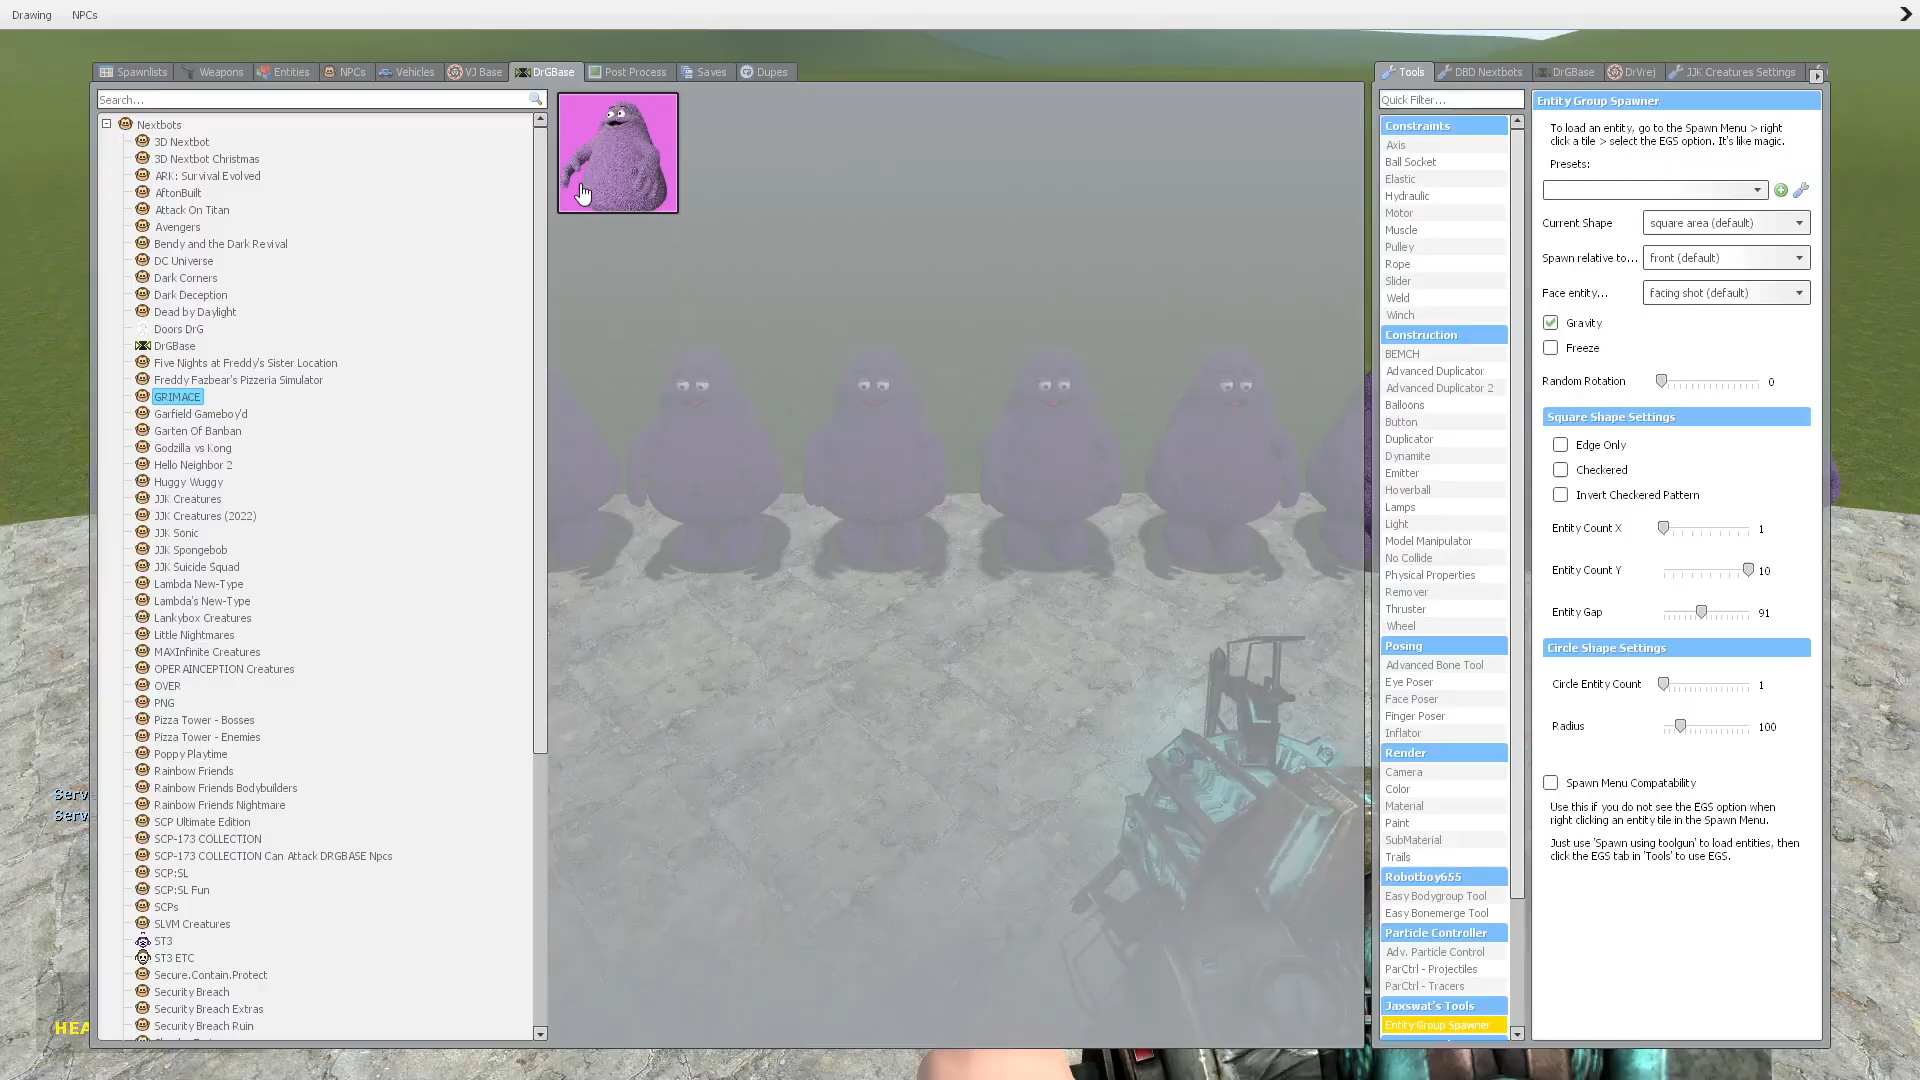 Drawing NPCs
Spawnlists Weapons Entities NPCs Vehicles VJ Base DrGBase Post Process Saves Dupes
Search...
Nextbots
3D Nextbot
3D Nextbot Christmas
ARK: Survival Evolved
AftonBuilt
Attack On Titan
Avengers
Bendy and the Dark Revival
DC Universe
Dark Corners
Dark Deception
Dead by Daylight
Doors DrG
DrGBase
Five Nights at Freddy's Sister Location
Freddy Fazbear's Pizzeria Simulator
GRIMACE
Garfield Gameboy'd
Garten Of Banban
Godzilla vs Kong
Hello Neighbor 2
Huggy Wuggy
JJK Creatures
JJK Creatures (2022)
JJK Sonic
JJK Spongebob
JJK Suicide Squad
Lambda New-Type
Lambda's New-Type
Lankybox Creatures
Little Nightmares
MAXInfinite Creatures
OPERAINCEPTION Creatures
OVER
PNG
Pizza Tower - Bosses
Pizza Tower - Enemies
Poppy Playtime
Rainbow Friends
Rainbow Friends Bodybuilders
Rainbow Friends Nightmare
SCP Ultimate Edition
SCP-173 COLLECTION
SCP-173 COLLECTION Can Attack DRGBASE Npcs
SCP:SL
SCP:SL Fun
SCPs
SLVM Creatures
ST3
ST3 ETC
Secure.Contain.Protect
Security Breach
Security Breach Extras
Security Breach Ruin
Serv
Serv
HEA
Tools DBD Nextbots DrGBase DrVrej JJK Creatures Settings
Quick Filter...
Constraints
Axis
Ball Socket
Elastic
Hydraulic
Motor
Muscle
Pulley
Rope
Slider
Weld
Winch
Construction
BEMCH
Advanced Duplicator
Advanced Duplicator 2
Balloons
Button
Duplicator
Dynamite
Emitter
Hoverball
Lamps
Light
Model Manipulator
No Collide
Physical Properties
Remover
Thruster
Wheel
Posing
Advanced Bone Tool
Eye Poser
Face Poser
Finger Poser
Inflator
Render
Camera
Color
Material
Paint
SubMaterial
Trails
Robotboy655
Easy Bodygroup Tool
Easy Bonemerge Tool
Particle Controller
Adv. Particle Control
ParCtrl - Projectiles
ParCtrl - Tracers
Jaxswat's Tools
Entity Group Spawner
Entity Group Spawner
To load an entity, go to the Spawn Menu > right
click a tile > select the EGS option. It's like magic.
Presets:
Current Shape square area (default)
Spawn relative to... front (default)
Face entity... facing shot (default)
Gravity
Freeze
Random Rotation 0
Square Shape Settings
Edge Only
Checkered
Invert Checkered Pattern
Entity Count X 1
Entity Count Y 10
Entity Gap 91
Circle Shape Settings
Circle Entity Count 1
Radius 100
Spawn Menu Compatability
Use this if you do not see the EGS option when
right clicking an entity tile in the Spawn Menu.
Just use 'Spawn using toolgun' to load entities, then
click the EGS tab in 'Tools' to use EGS.